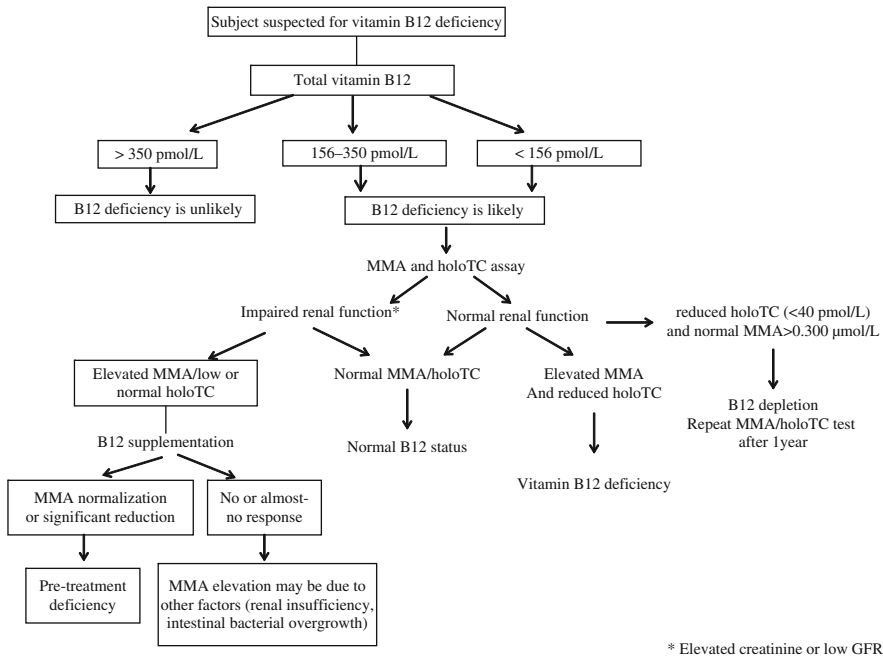 Subject suspected for vitamin B12 deficiency
Total vitamin B12
> 350 pmol/L
156–350 pmol/L
< 156 pmol/L
B12 deficiency is unlikely
B12 deficiency is likely
MMA and holoTC assay
Impaired renal function*
Normal renal function
reduced holoTC (<40 pmol/L)
and normal MMA>0.300 µmol/L
Elevated MMA/low or
normal holoTC
Normal MMA/holoTC
Elevated MMA
And reduced holoTC
B12 depletion
Repeat MMA/holoTC test
after 1year
B12 supplementation
Normal B12 status
Vitamin B12 deficiency
MMA normalization
or significant reduction
No or almost-
no response
Pre-treatment
deficiency
MMA elevation may be due to
other factors (renal insufficiency,
intestinal bacterial overgrowth)
* Elevated creatinine or low GFR